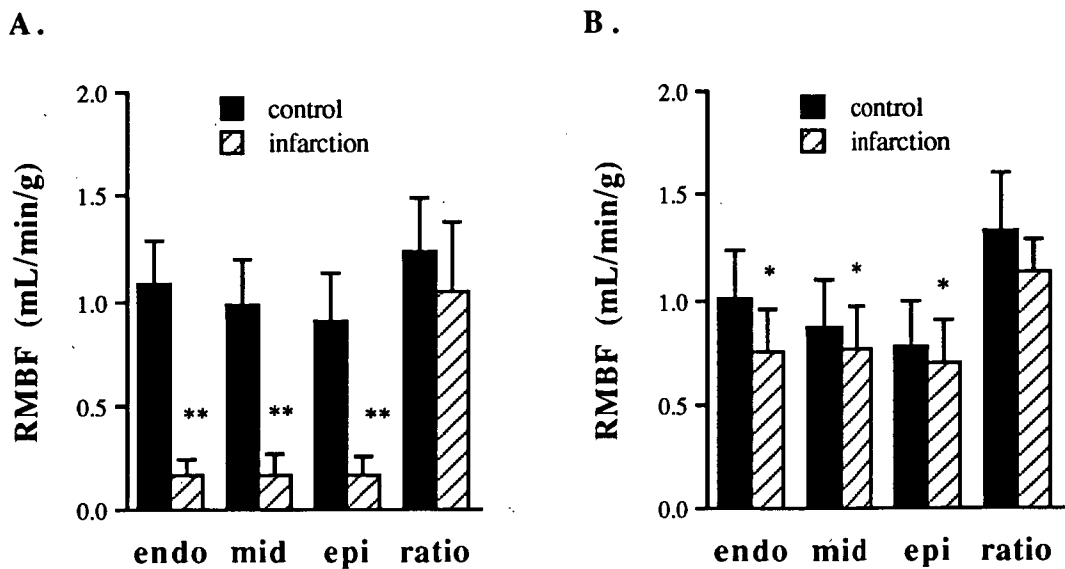 A.
2.0
1.5
1.0
0.5
0.0
RMBF (mL/min/g)
control
infarction
**
**
**
endo mid epi ratio
B.
2.0
1.5
1.0
0.5
0.0
RMBF (mL/min/g)
control
infarction
*
*
*
endo mid epi ratio